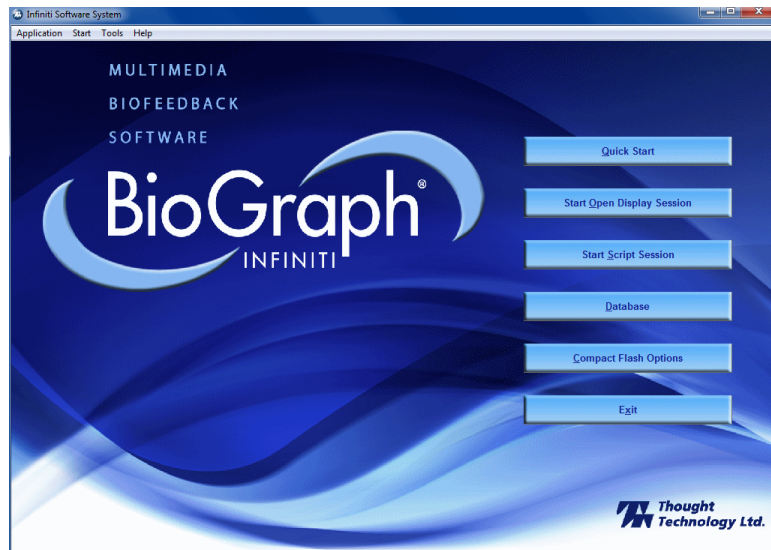 Infiniti Software System
Application Start Tools Help
MULTIMEDIA
BIOFEEDBACK
SOFTWARE
BioGraph®
INFINITI
Quick Start
Start Open Display Session
Start Script Session
Database
Compact Flash Options
Exit
Thought
Technology Ltd.